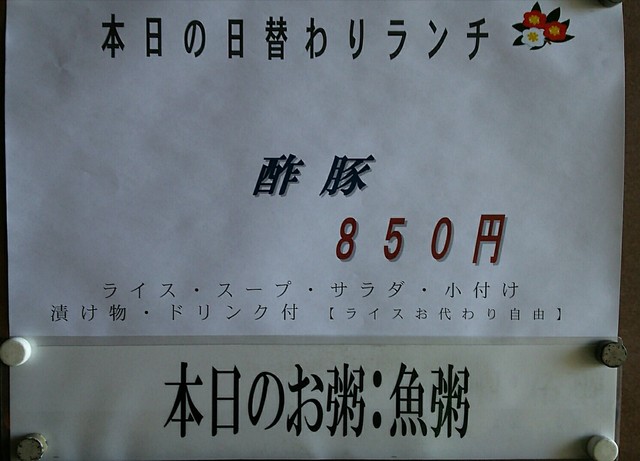 本日の日替わりランチ
酢豚
850円
ライス・スープ・サラダ・小付け
漬け物・ドリンク付【ライスお代わり自由】
本日のお粥:魚粥